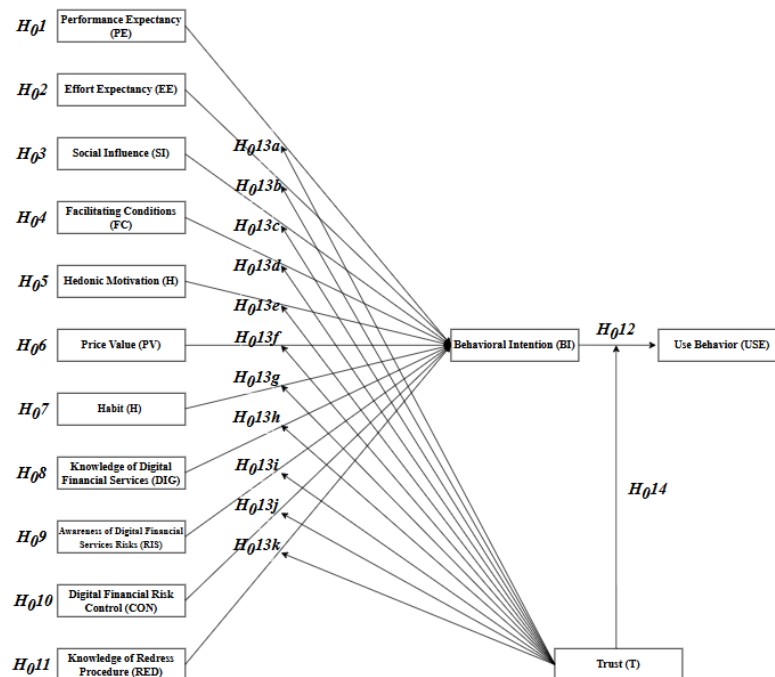 H01
Performance Expectancy
(PE)
H02
Effort Expectancy (EE)
H03
Social Influence (SI)
H04
Facilitating Conditions
(FC)
H05
Hedonic Motivation (H)
H06
Price Value (PV)
H07
Habit (H)
H08
Knowledge of Digital
Financial Services (DIG)
H09
Awareness of Digital Financial
Services Risks (RIS)
H010
Digital Financial Risk
Control (CON)
H011
Knowledge of Redress
Procedure (RED)
H013a
H013b
H013c
H013d
H013e
H013f
H013g
H013h
H013i
H013j
H013k
Behavioral Intention (BI)
H012
Use Behavior (USE)
H014
Trust (T)